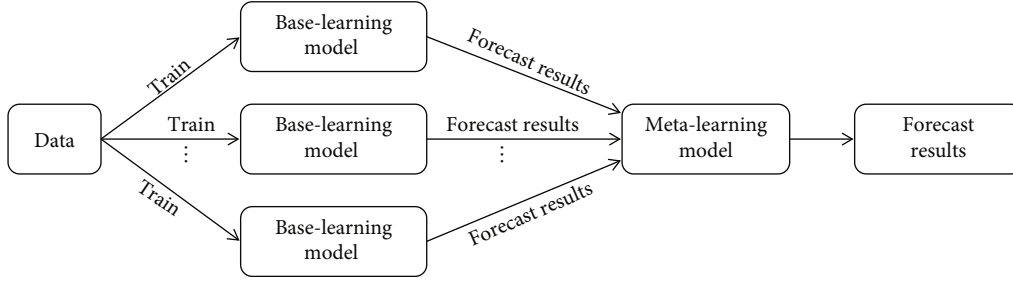 Data
Train
Train
⋮
Train
Base-learning
model
Base-learning
model
Base-learning
model
Forecast results
Forecast results
⋮
Forecast results
Meta-learning
model
Forecast
results